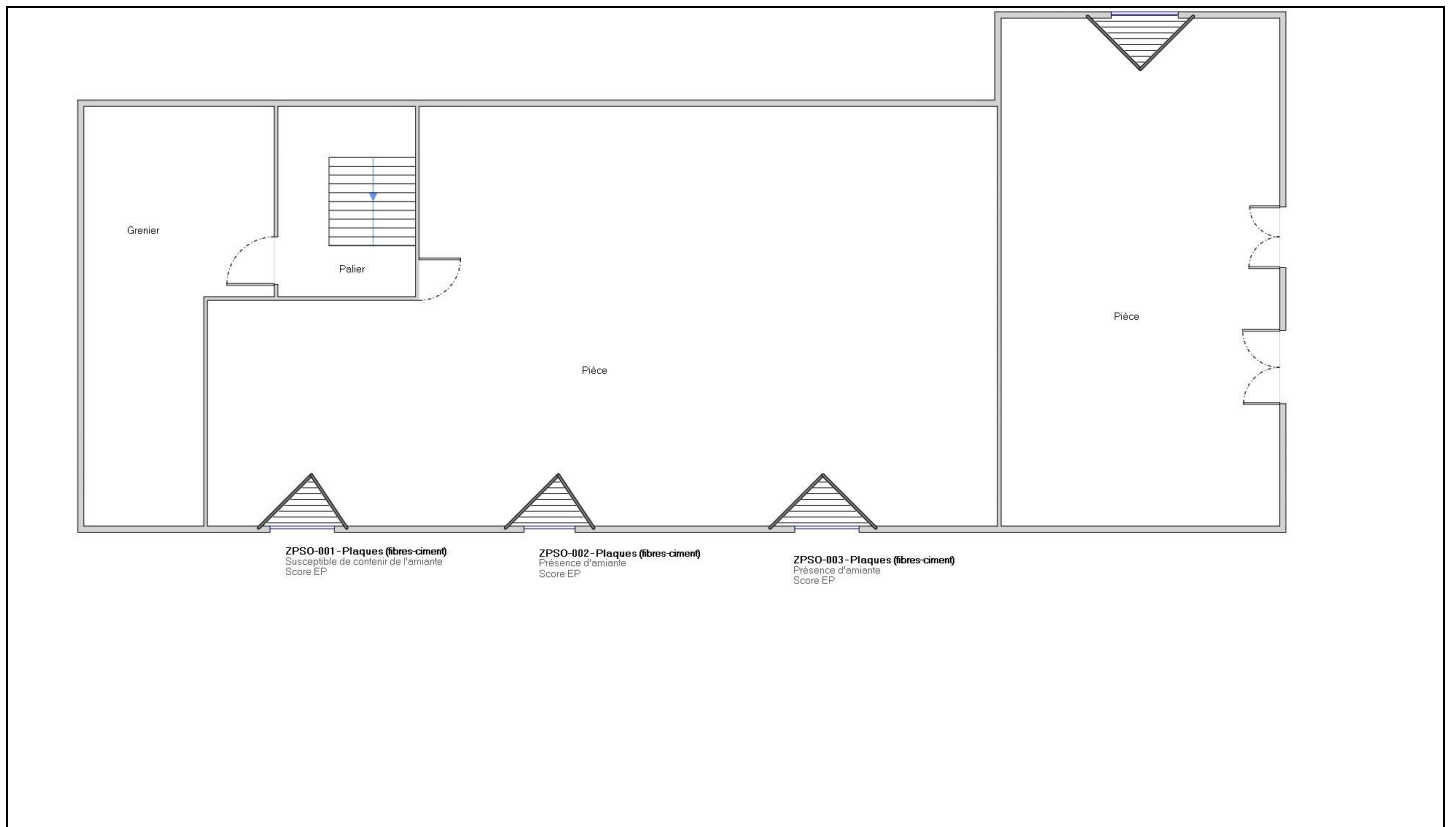 Grenier
Palier
Pièce
Pièce
ZPSO-001 - Plaques (fibres-ciment)
Susceptible de contenir de l'amiante
Score EP
ZPSO-002 - Plaques (fibres-ciment)
Présence d'amiante
Score EP
ZPSO-003 - Plaques (fibres-ciment)
Présence d'amiante
Score EP